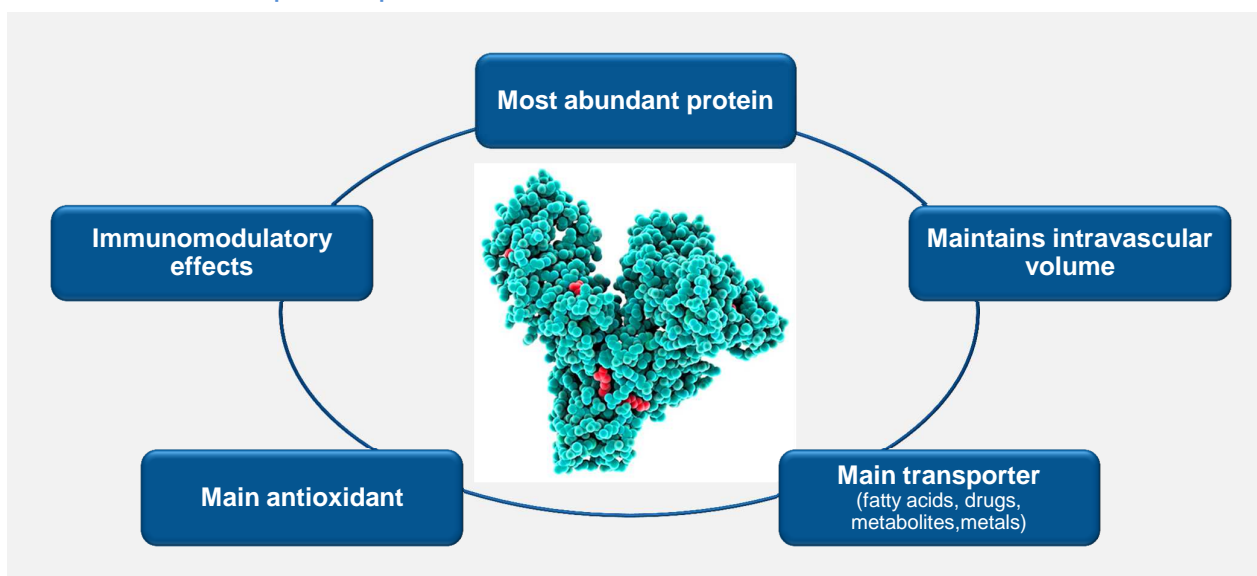 Most abundant protein
Immunomodulatory
effects
Maintains intravascular
volume
Main antioxidant
Main transporter
(fatty acids, drugs,
metabolites,metals)